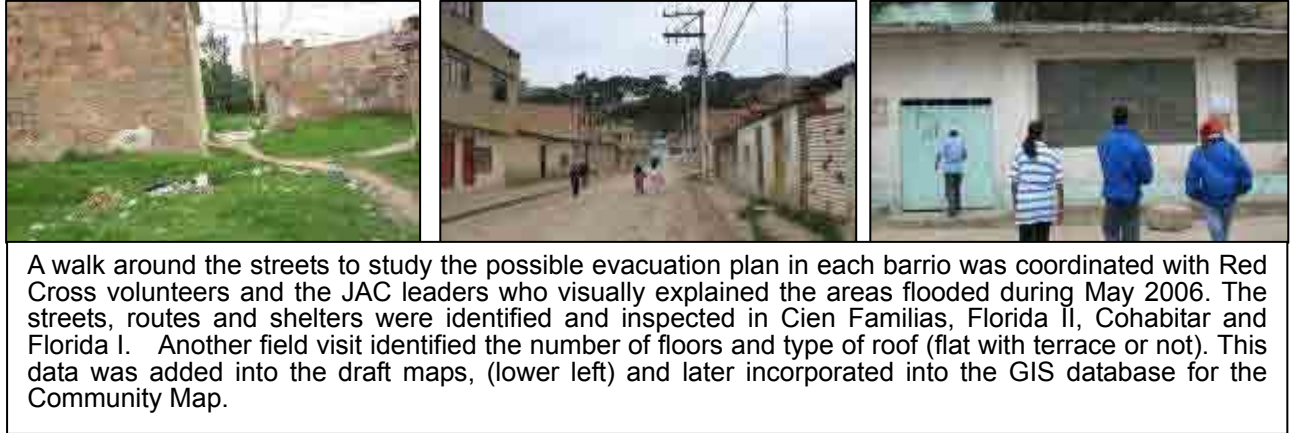 A walk around the streets to study the possible evacuation plan in each barrio was coordinated with Red
Cross volunteers and the JAC leaders who visually explained the areas flooded during May 2006. The
streets, routes and shelters were identified and inspected in Cien Familias, Florida II, Cohabitar and
Florida I. Another field visit identified the number of floors and type of roof (flat with terrace or not). This
data was added into the draft maps, (lower left) and later incorporated into the GIS database for the
Community Map.